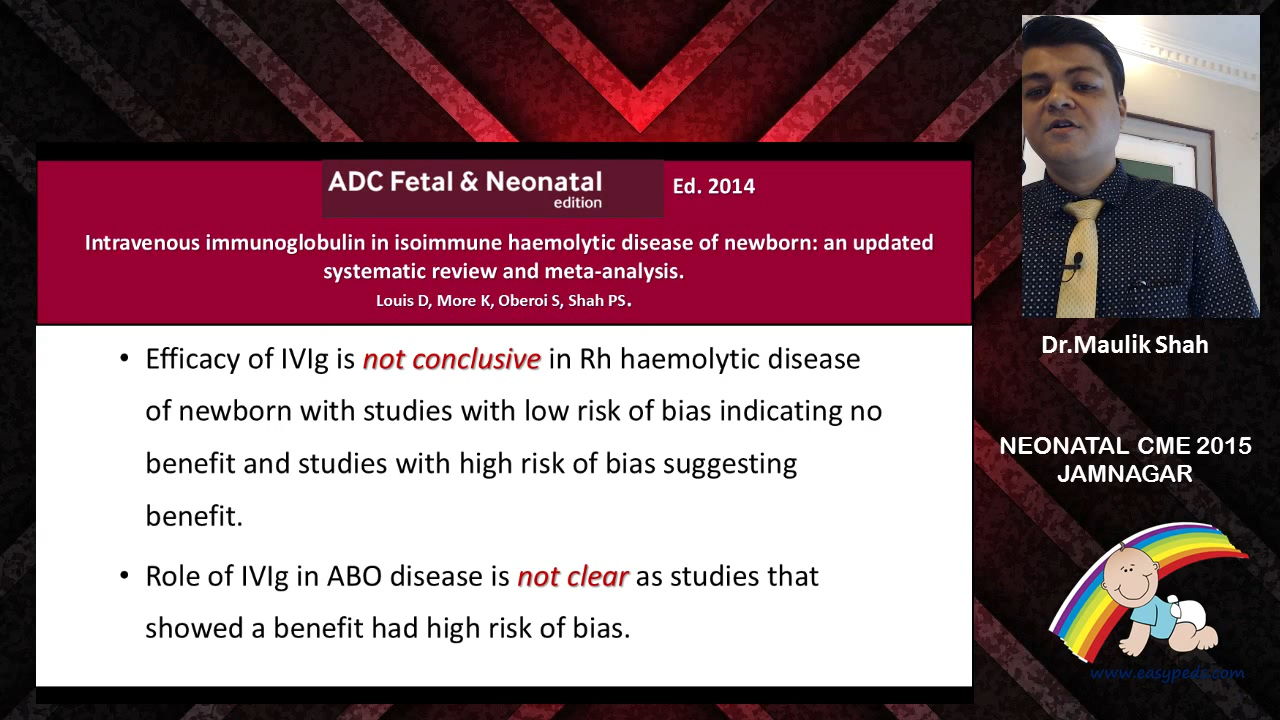 ADC Fetal & Neonatal
edition
Ed. 2014
Intravenous immunoglobulin in isoimmune haemolytic disease of newborn: an updated
systematic review and meta-analysis.
Louis D, More K, Oberoi S, Shah PS.
• Efficacy of IVIg is not conclusive in Rh haemolytic disease
of newborn with studies with low risk of bias indicating no
benefit and studies with high risk of bias suggesting
benefit.
• Role of IVIg in ABO disease is not clear as studies that
showed a benefit had high risk of bias.
Dr.Maulik Shah
NEONATAL CME 2015
JAMNAGAR
www.easypeds.com